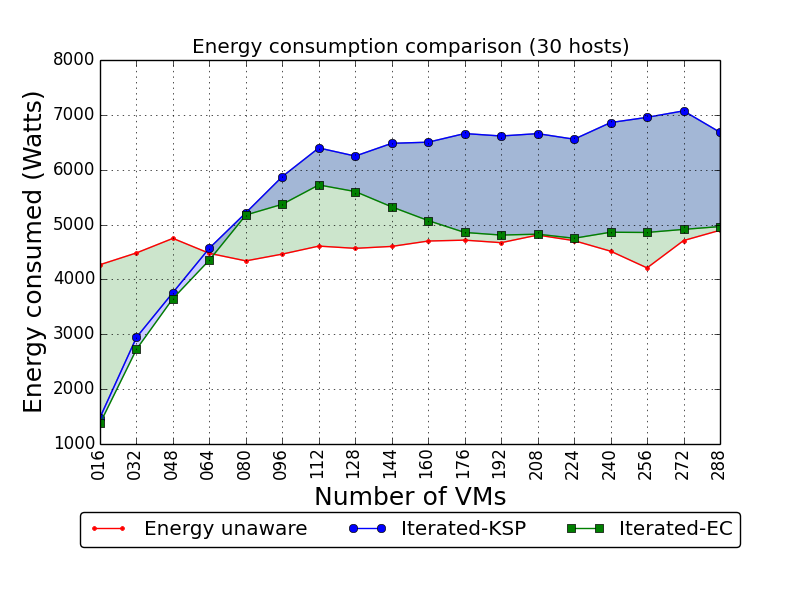 Energy consumption comparison (30 hosts)
Energy consumed (Watts)
8000
7000
6000
5000
4000
3000
2000
1000
016 032 048 064 080 096 112 128 144 160 176 192 208 224 240 256 272 288
Number of VMs
Energy unaware Iterated-KSP Iterated-EC